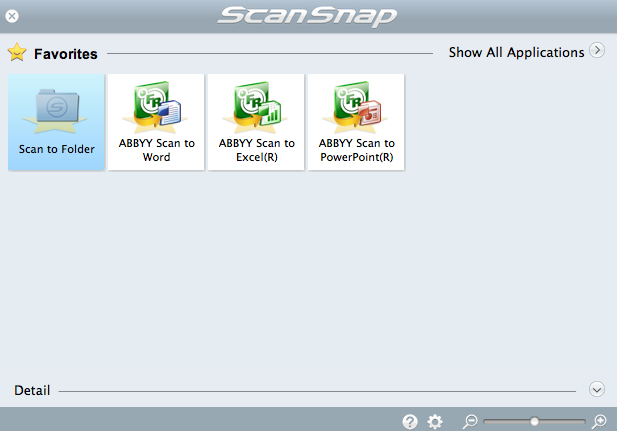 ScanSnap
Favorites
Show All Applications
Scan to Folder
ABBYY Scan to
Word
ABBYY Scan to
Excel(R)
ABBYY Scan to
PowerPoint(R)
Detail